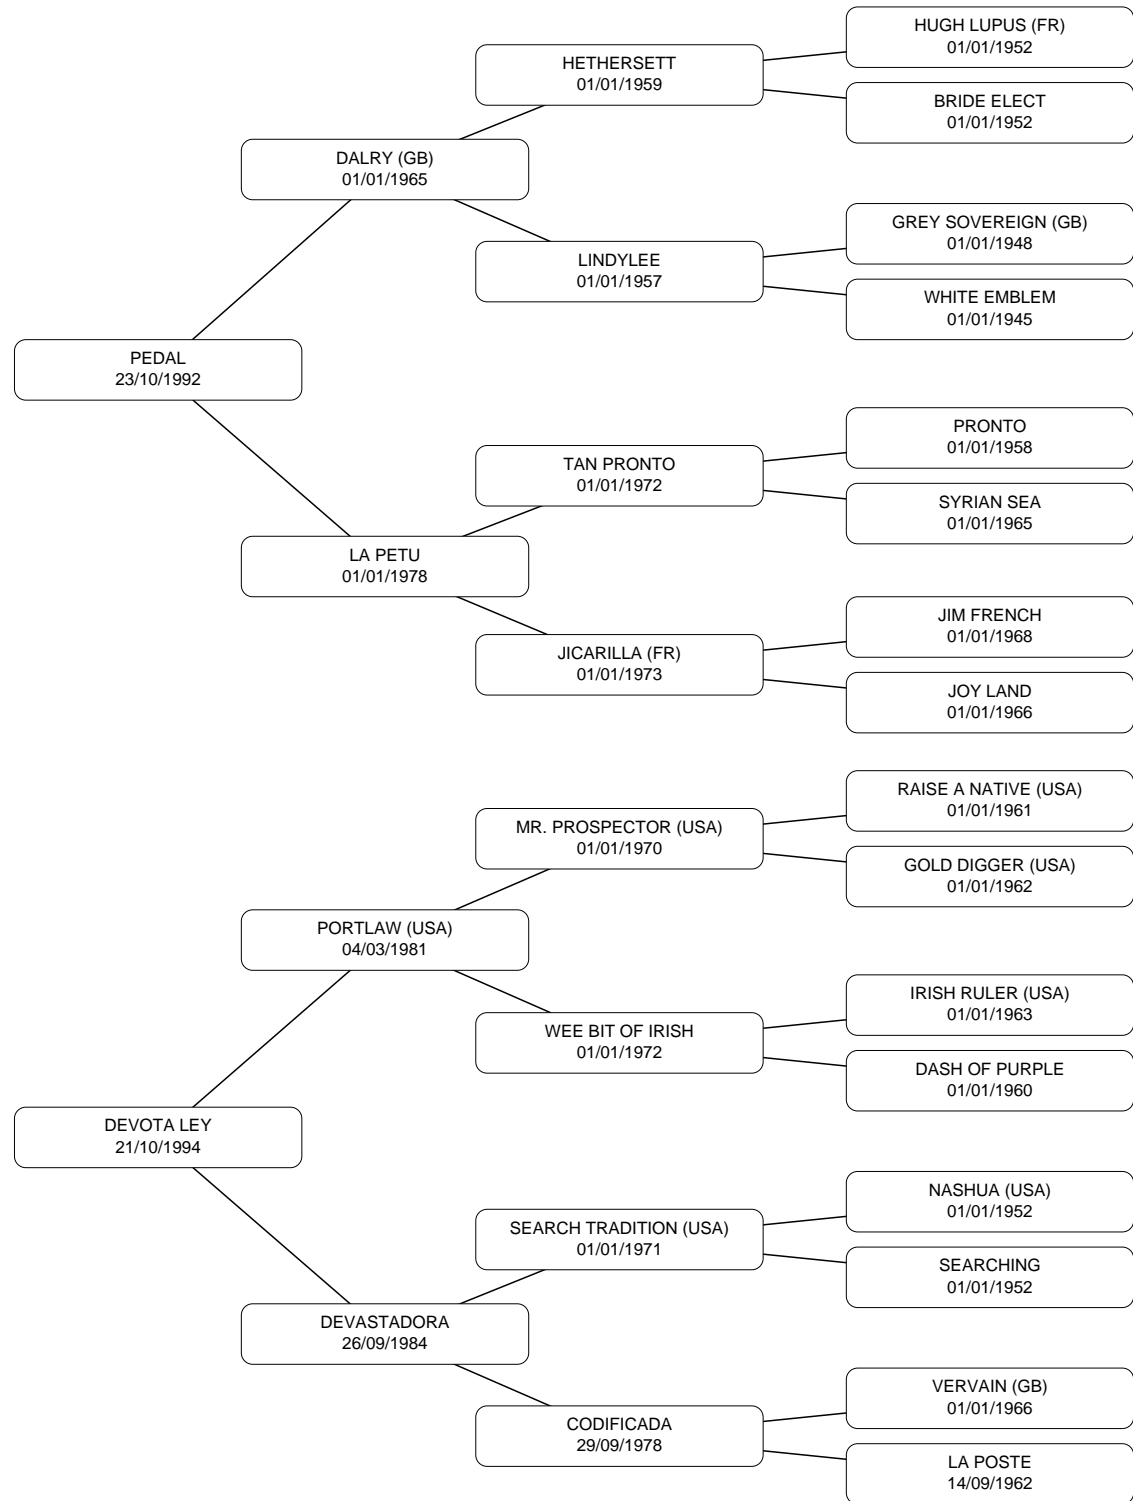 HUGH LUPUS (FR)
01/01/1952
HETHERSETT
01/01/1959
BRIDE ELECT
01/01/1952
DALRY (GB)
01/01/1965
GREY SOVEREIGN (GB)
01/01/1948
LINDYLEE
01/01/1957
WHITE EMBLEM
01/01/1945
PEDAL
23/10/1992
PRONTO
01/01/1958
TAN PRONTO
01/01/1972
SYRIAN SEA
01/01/1965
LA PETU
01/01/1978
JIM FRENCH
01/01/1968
JICARILLA (FR)
01/01/1973
JOY LAND
01/01/1966
RAISE A NATIVE (USA)
01/01/1961
MR. PROSPECTOR (USA)
01/01/1970
GOLD DIGGER (USA)
01/01/1962
PORTLAW (USA)
04/03/1981
IRISH RULER (USA)
01/01/1963
WEE BIT OF IRISH
01/01/1972
DASH OF PURPLE
01/01/1960
DEVOTA LEY
21/10/1994
NASHUA (USA)
01/01/1952
SEARCH TRADITION (USA)
01/01/1971
SEARCHING
01/01/1952
DEVASTADORA
26/09/1984
VERVAIN (GB)
01/01/1966
CODIFICADA
29/09/1978
LA POSTE
14/09/1962